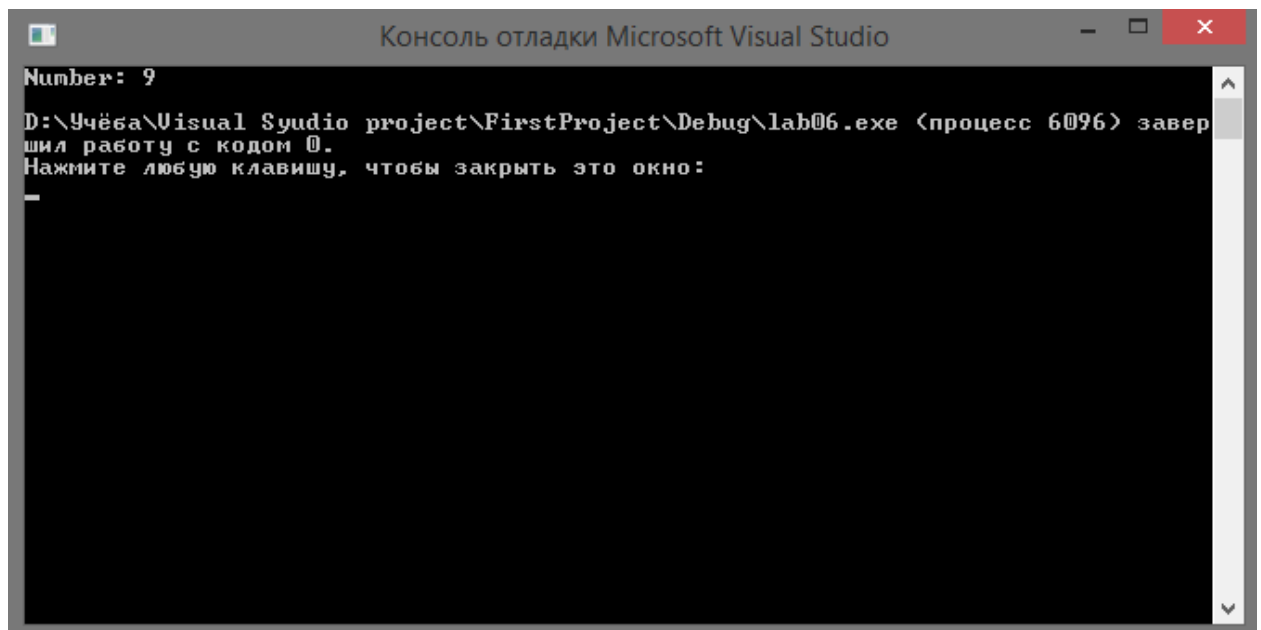 Консоль отладки Microsoft Visual Studio
Number: 9
D:\Учёба\Visual Syudio project\FirstProject\Debug\lab06.exe (процесс 6096) завер
шил работу с кодом 0.
Нажмите любую клавишу, чтобы закрыть это окно: